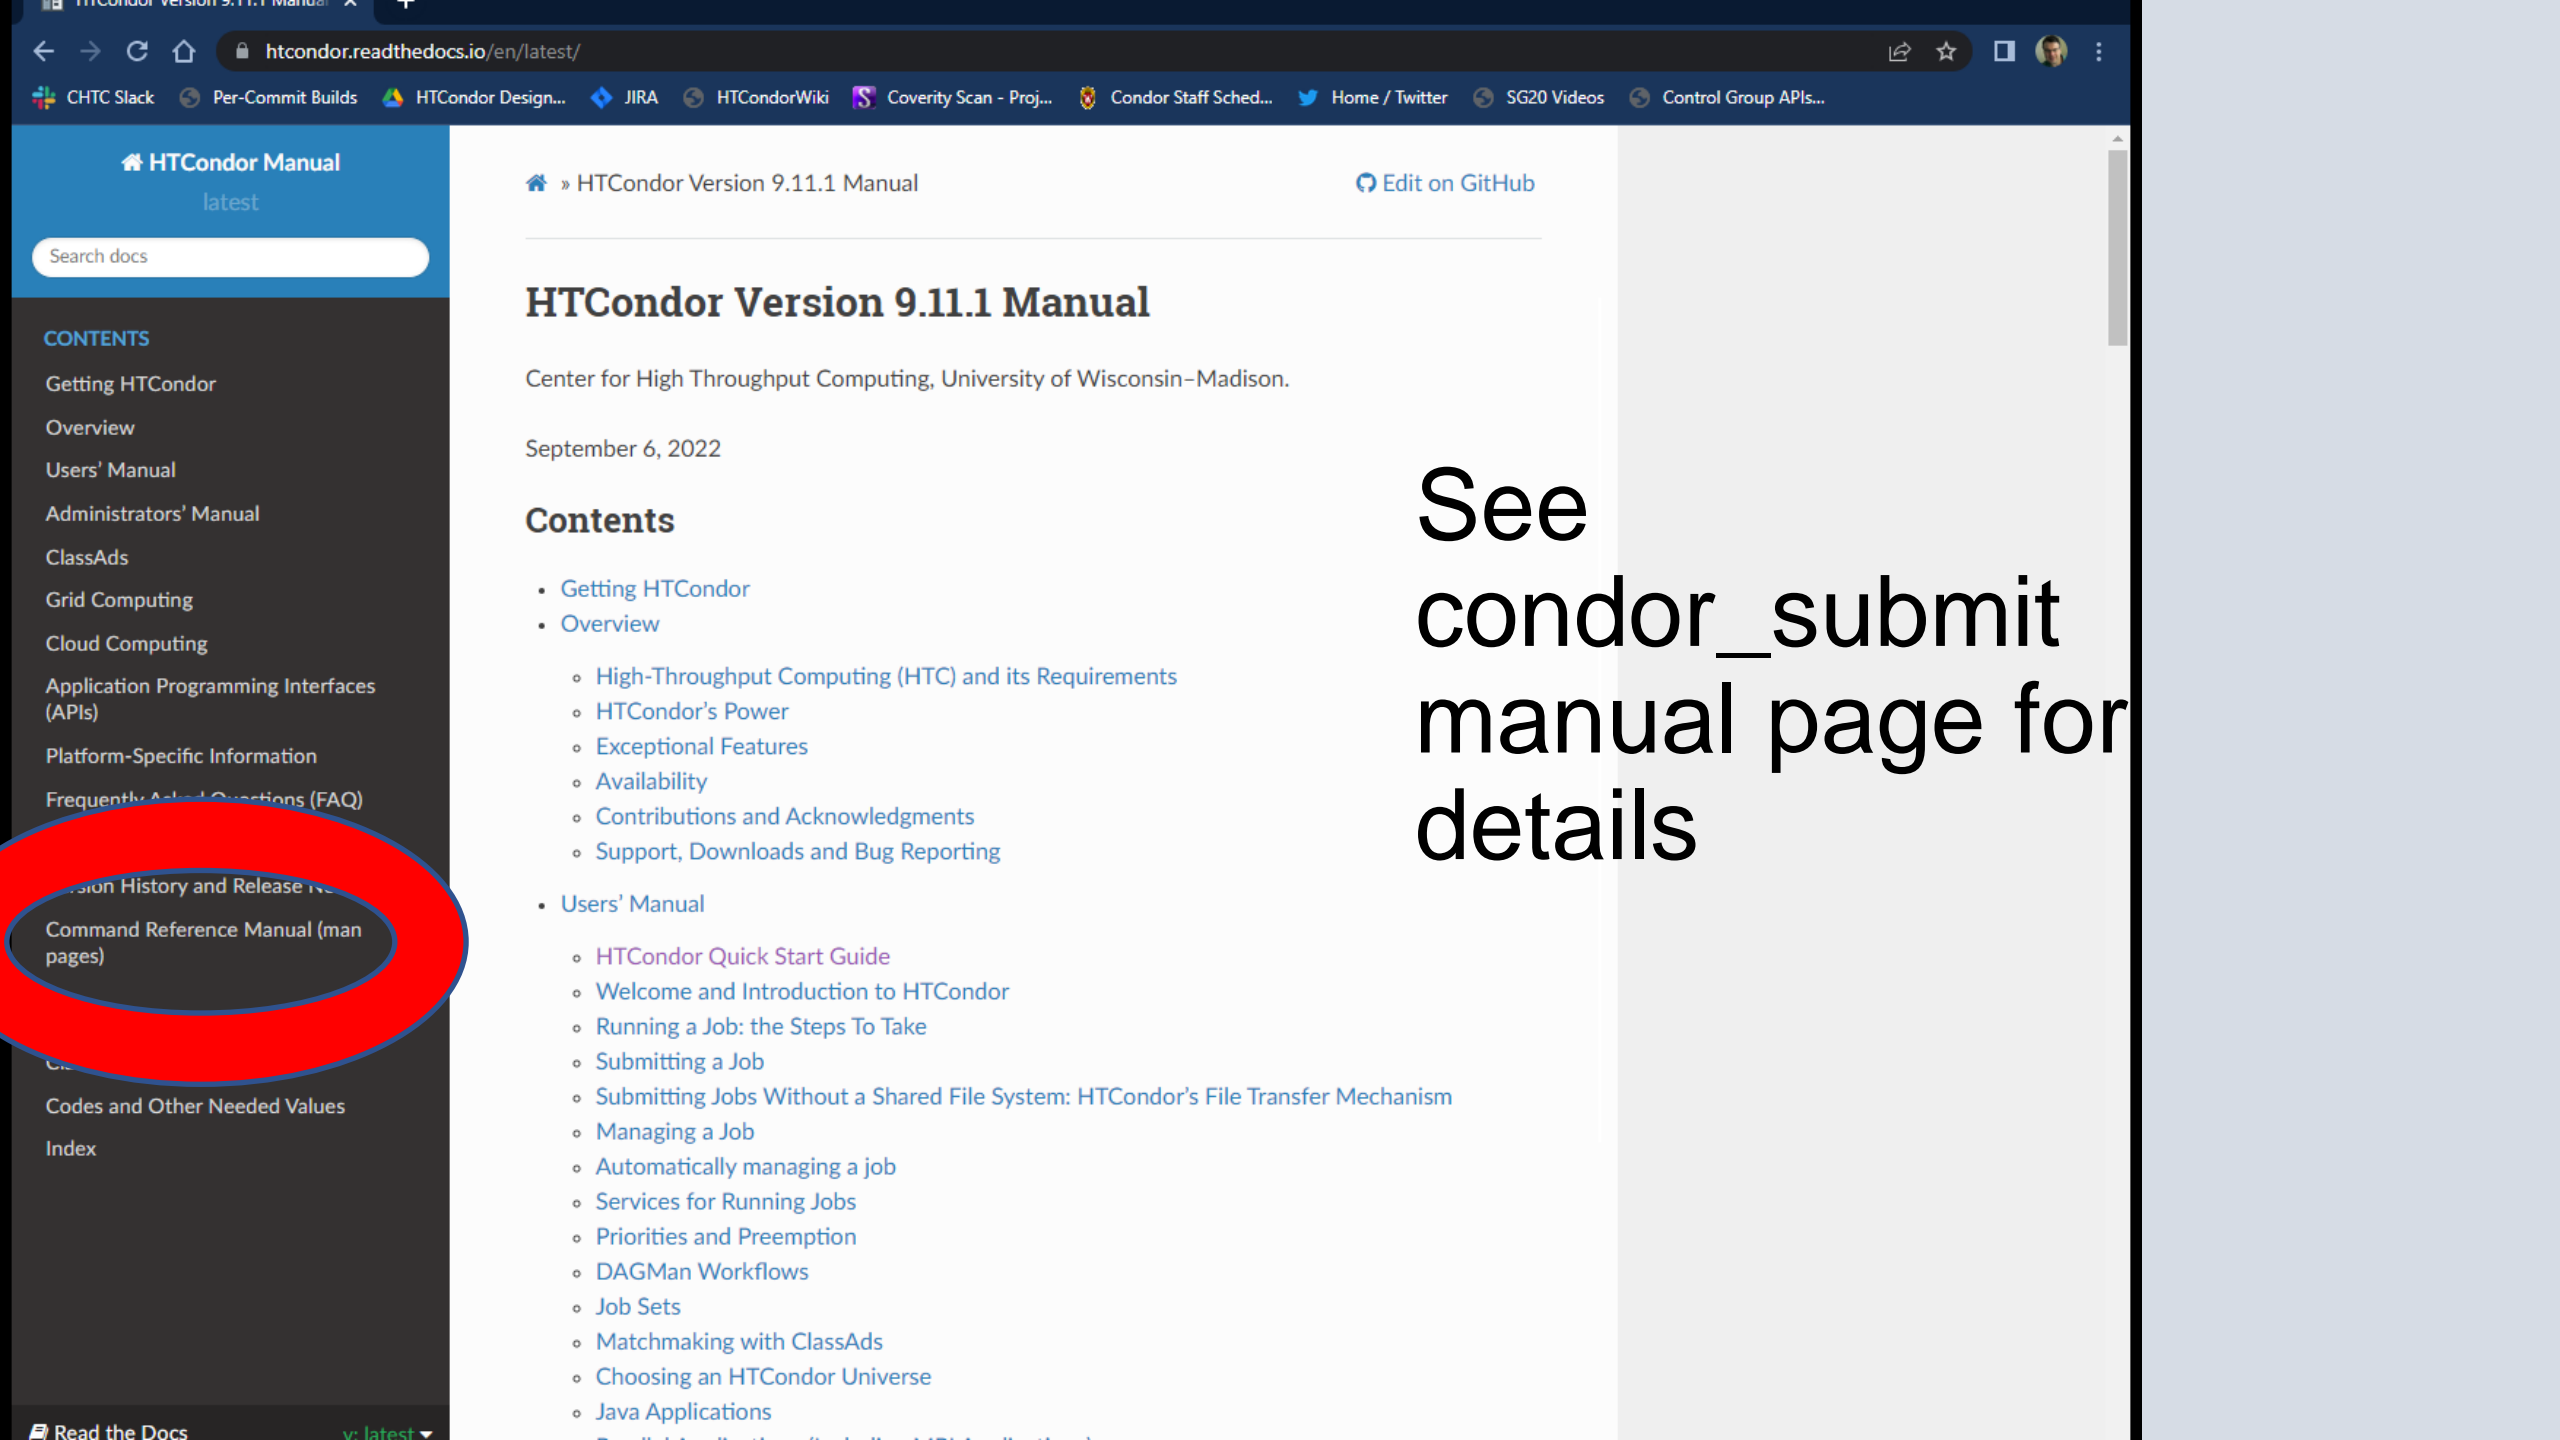 HTCondor Version 9.11.1 Manual
htcondor.readthedocs.io/en/latest/
CHTC Slack
Per-Commit Builds
HTCondor Design...
JIRA
HTCondorWiki
Coverity Scan - Proj...
Condor Staff Sched...
Home / Twitter
SG20 Videos
Control Group APIs...
HTCondor Manual
latest
Search docs
CONTENTS
Getting HTCondor
Overview
Users' Manual
Administrators' Manual
ClassAds
Grid Computing
Cloud Computing
Application Programming Interfaces
(APIs)
Platform-Specific Information
Frequently Asked Questions (FAQ)
History and Release
Command Reference Manual (man
pages)
Codes and Other Needed Values
Index
Read the Docs
v: latest
» HTCondor Version 9.11.1 Manual
Edit on GitHub
HTCondor Version 9.11.1 Manual
Center for High Throughput Computing, University of Wisconsin–Madison.
September 6, 2022
Contents
Getting HTCondor
Overview
High-Throughput Computing (HTC) and its Requirements
HTCondor's Power
Exceptional Features
Availability
Contributions and Acknowledgments
Support, Downloads and Bug Reporting
Users' Manual
HTCondor Quick Start Guide
Welcome and Introduction to HTCondor
Running a Job: the Steps To Take
Submitting a Job
Submitting Jobs Without a Shared File System: HTCondor's File Transfer Mechanism
Managing a Job
Automatically managing a job
Services for Running Jobs
Priorities and Preemption
DAGMan Workflows
Job Sets
Matchmaking with ClassAds
Choosing an HTCondor Universe
Java Applications
See
condor_submit
manual page for
details